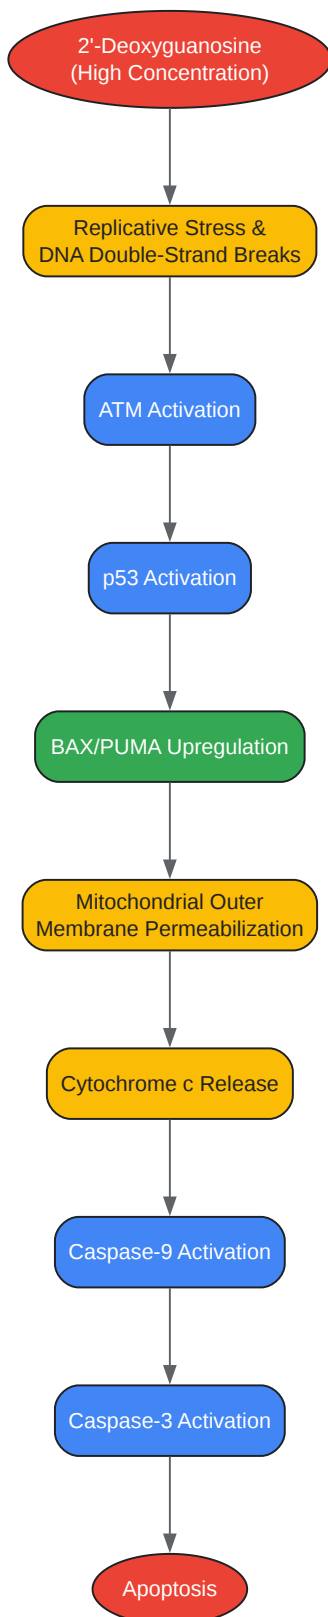 2'-Deoxyguanosine
(High Concentration)
Replicative Stress &
DNA Double-Strand Breaks
ATM Activation
p53 Activation
BAX/PUMA Upregulation
Mitochondrial Outer
Membrane Permeabilization
Cytochrome c Release
Caspase-9 Activation
Caspase-3 Activation
Apoptosis